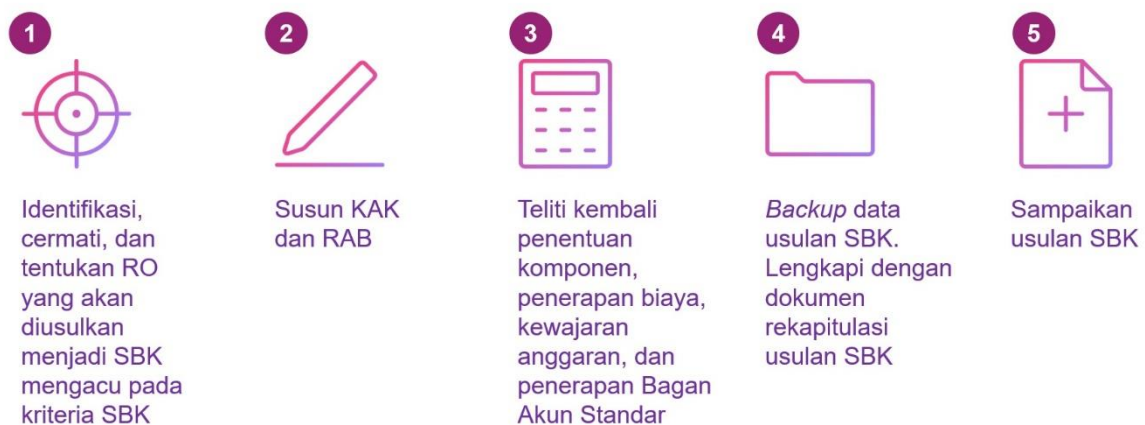 1
Identifikasi,
cermati, dan
tentukan RO
yang akan
diusulkan
menjadi SBK
mengacu pada
kriteria SBK
2
Susun KAK
dan RAB
3
Teliti kembali
penentuan
komponen,
penerapan biaya,
kewajaran
anggaran, dan
penerapan Bagan
Akun Standar
4
Backup data
usulan SBK.
Lengkapi dengan
dokumen
rekapitulasi
usulan SBK
5
Sampaikan
usulan SBK